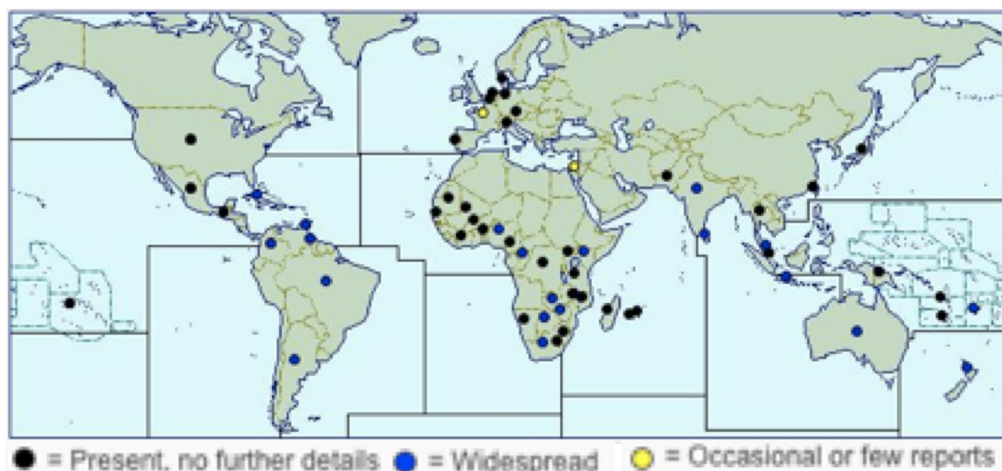 = Present, no further details = Widespread = Occasional or few reports